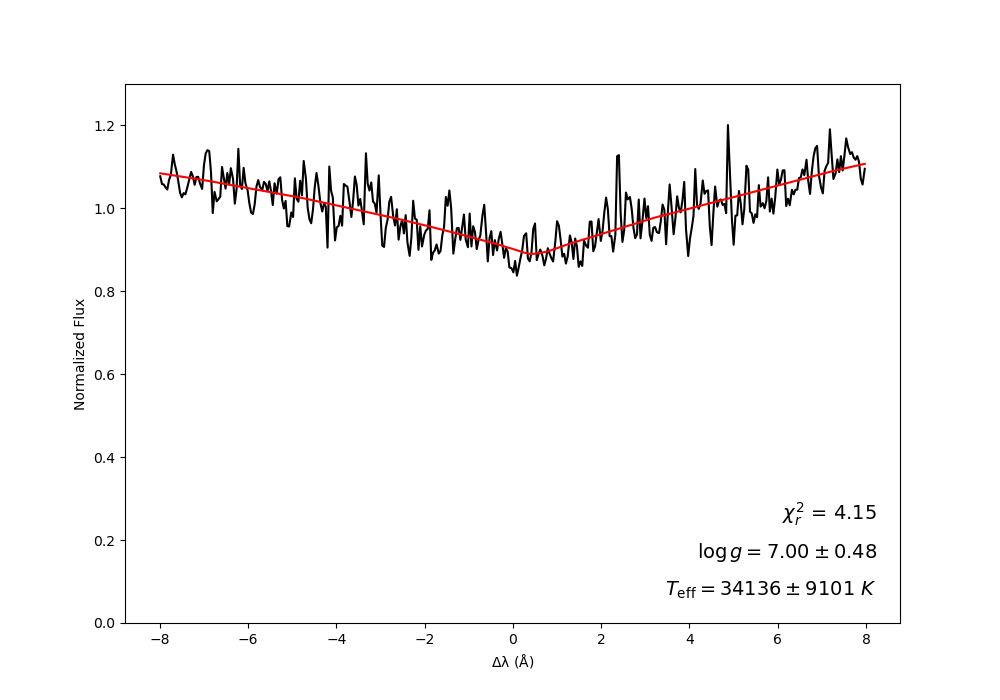 1.2
1.0
0.8
0.6
0.4
0.2
0.0
Normalized Flux
χ²ᵣ = 4.15
log g = 7.00 ± 0.48
T_eff = 34136 ± 9101 K
−8 −6 −4 −2 0 2 4 6 8
Δλ (Å)